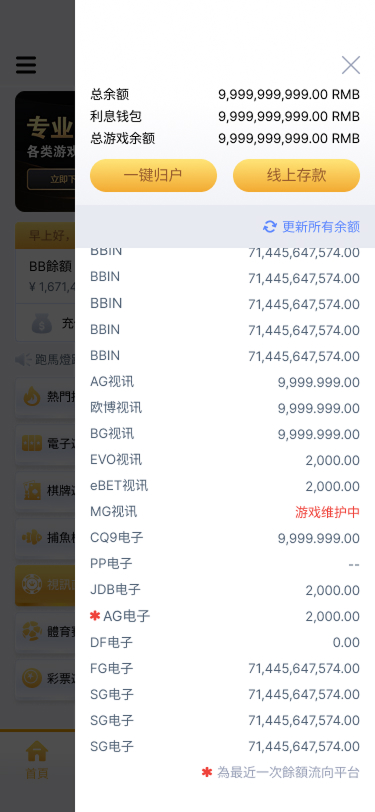 总余额 9,999,999,999.00 RMB
利息钱包 9,999,999,999.00 RMB
总游戏余额 9,999,999,999.00 RMB
一键归户 线上存款
更新所有余额
BBIN 71,445,647,574.00
BBIN 71,445,647,574.00
BBIN 71,445,647,574.00
BBIN 71,445,647,574.00
BBIN 71,445,647,574.00
AG视讯 9,999.999.00
欧博视讯 9,999.999.00
BG视讯 9,999.999.00
EVO视讯 2,000.00
eBET视讯 2,000.00
MG视讯 游戏维护中
CQ9电子 9,999.999.00
PP电子 --
JDB电子 2,000.00
✱AG电子 2,000.00
DF电子 0.00
FG电子 71,445,647,574.00
SG电子 71,445,647,574.00
SG电子 71,445,647,574.00
SG电子 71,445,647,574.00
✱ 為最近一次餘額流向平台
专业
各类游戏
立即下
早上好，
BB餘額
¥ 1,671,4
充
跑馬燈
熱門
電子
棋牌
捕魚
視訊
體育
彩票
首頁